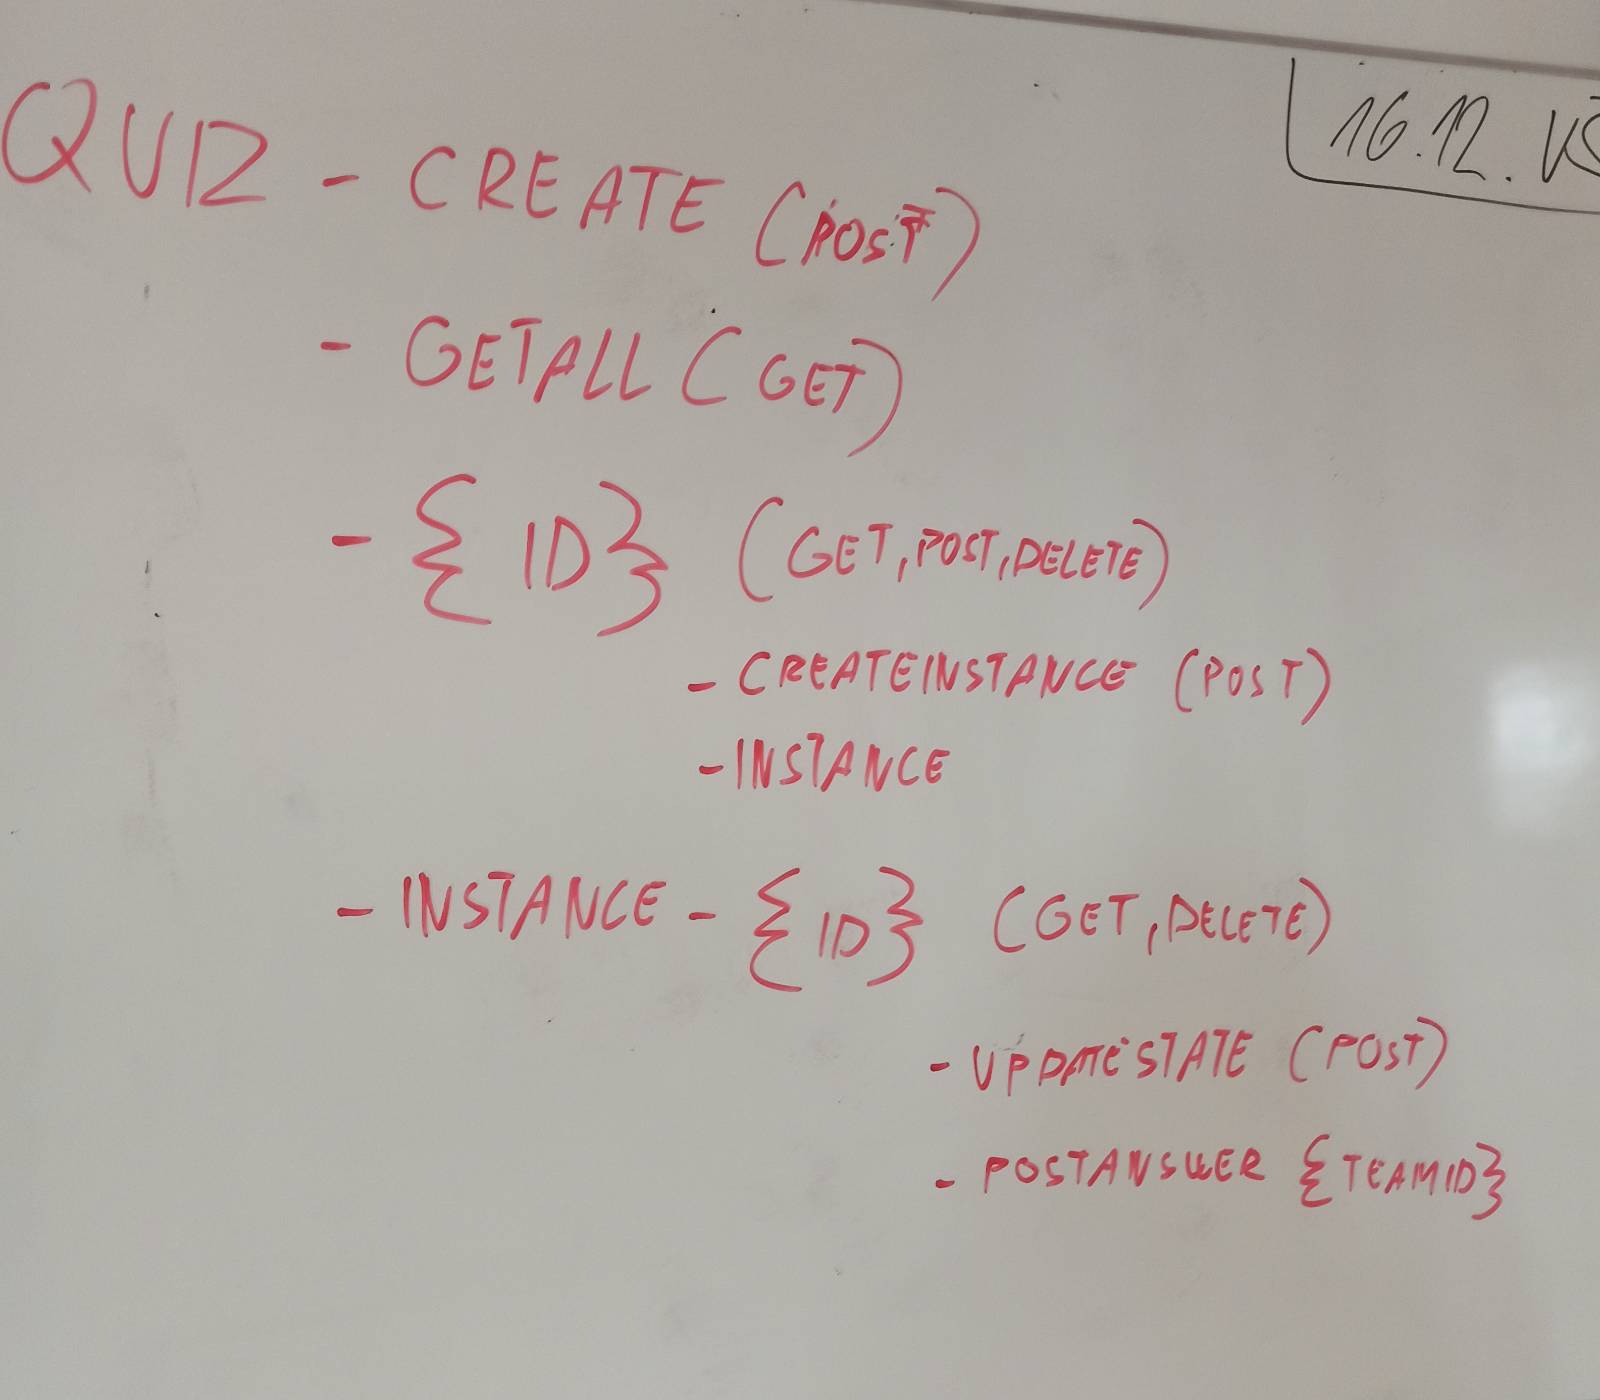 16.12.
QUIZ - CREATE (POST)
- GETALL (GET)
- {ID} (GET, POST, DELETE)
- CREATEINSTANCE (POST)
- INSTANCE
- INSTANCE - {ID} (GET, DELETE)
- UPDATESTATE (POST)
- POSTANSWER {TEAMID}